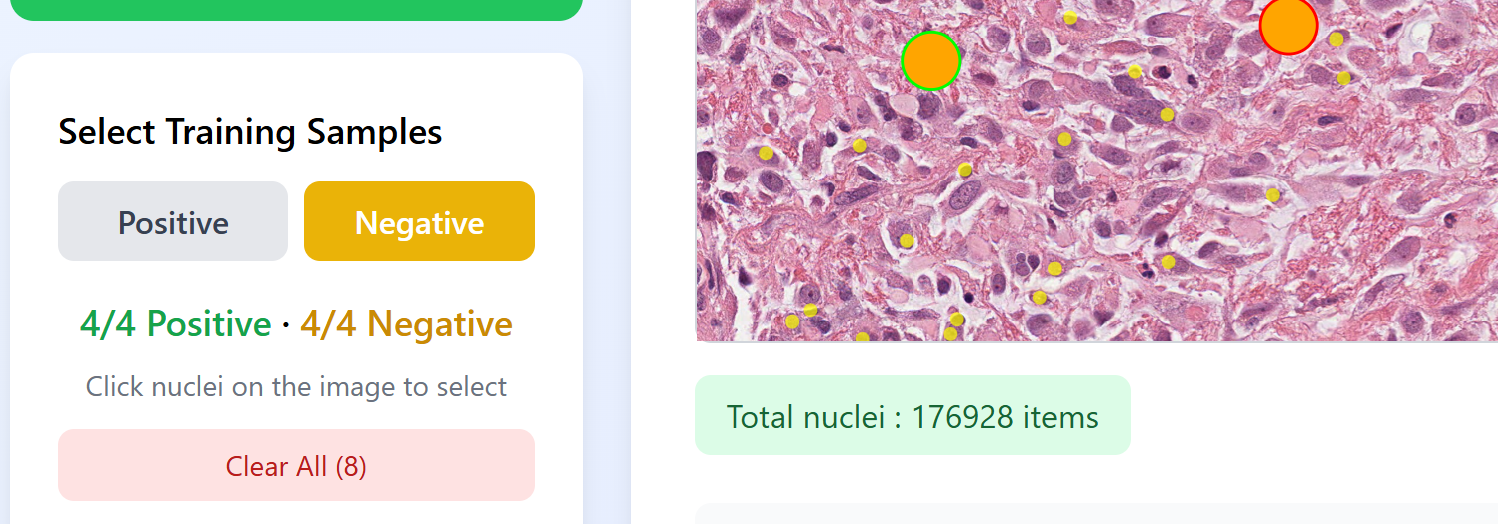 Select Training Samples
Positive
Negative
4/4 Positive · 4/4 Negative
Click nuclei on the image to select
Clear All (8)
Total nuclei : 176928 items